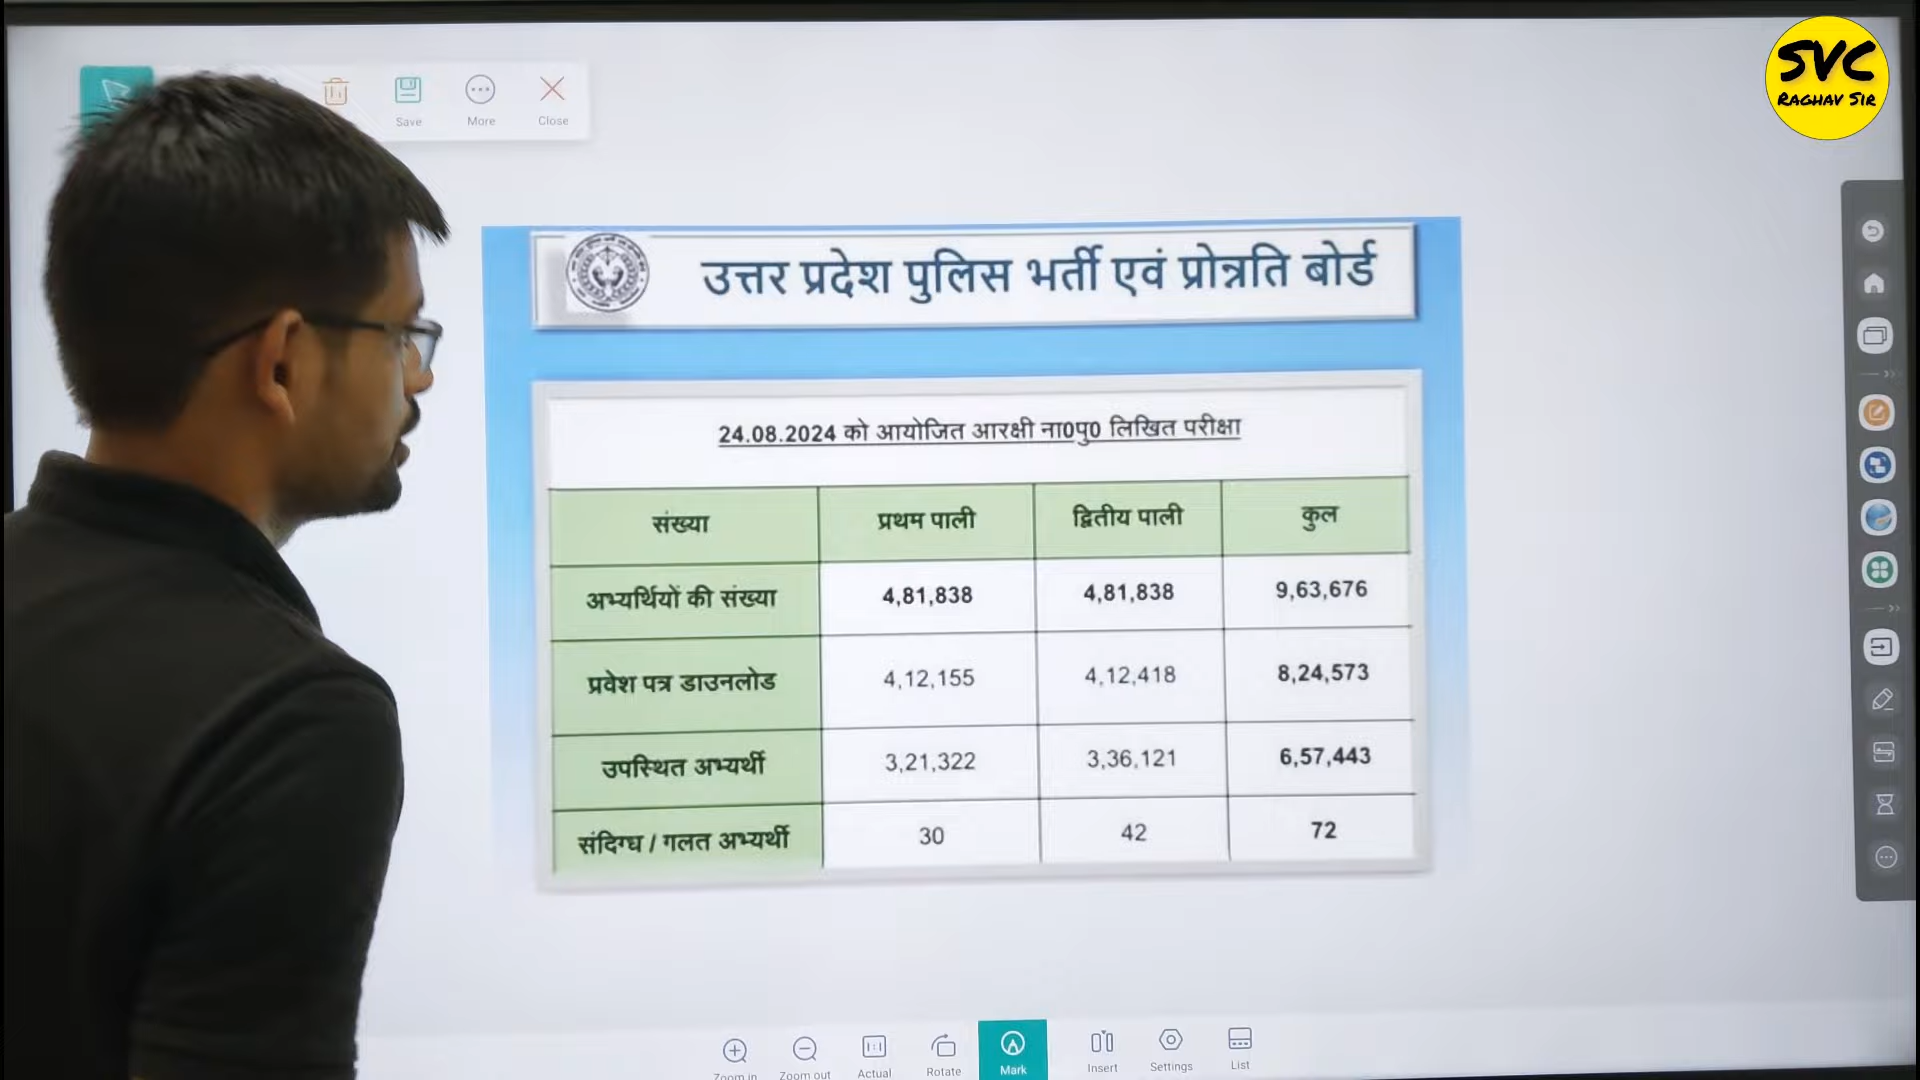 SVC
RAGHAV SIR
Save More Close
उत्तर प्रदेश पुलिस भर्ती एवं प्रोन्नति बोर्ड
24.08.2024 को आयोजित आरक्षी ना0पु0 लिखित परीक्षा
संख्या प्रथम पाली द्वितीय पाली कुल
अभ्यर्थियों की संख्या 4,81,838 4,81,838 9,63,676
प्रवेश पत्र डाउनलोड 4,12,155 4,12,418 8,24,573
उपस्थित अभ्यर्थी 3,21,322 3,36,121 6,57,443
संदिग्ध / गलत अभ्यर्थी 30 42 72
Zoom in Zoom out Actual Rotate Mark Insert Settings List